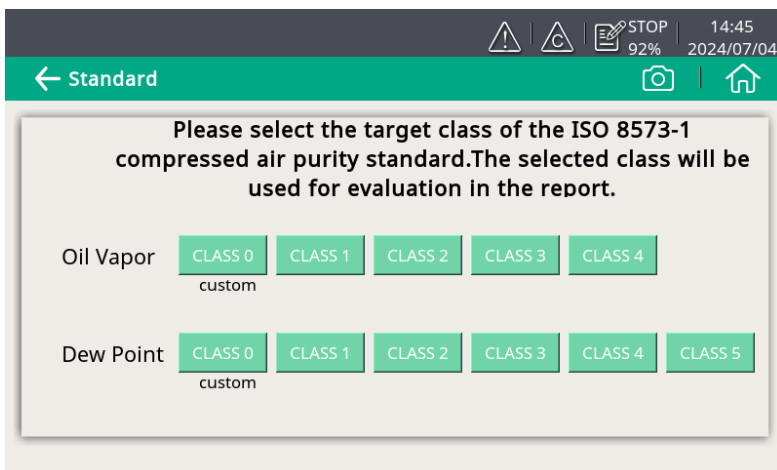 STOP 14:45
92% 2024/07/04
Standard
Please select the target class of the ISO 8573-1
compressed air purity standard.The selected class will be
used for evaluation in the report.
Oil Vapor CLASS 0 CLASS 1 CLASS 2 CLASS 3 CLASS 4
custom
Dew Point CLASS 0 CLASS 1 CLASS 2 CLASS 3 CLASS 4 CLASS 5
custom